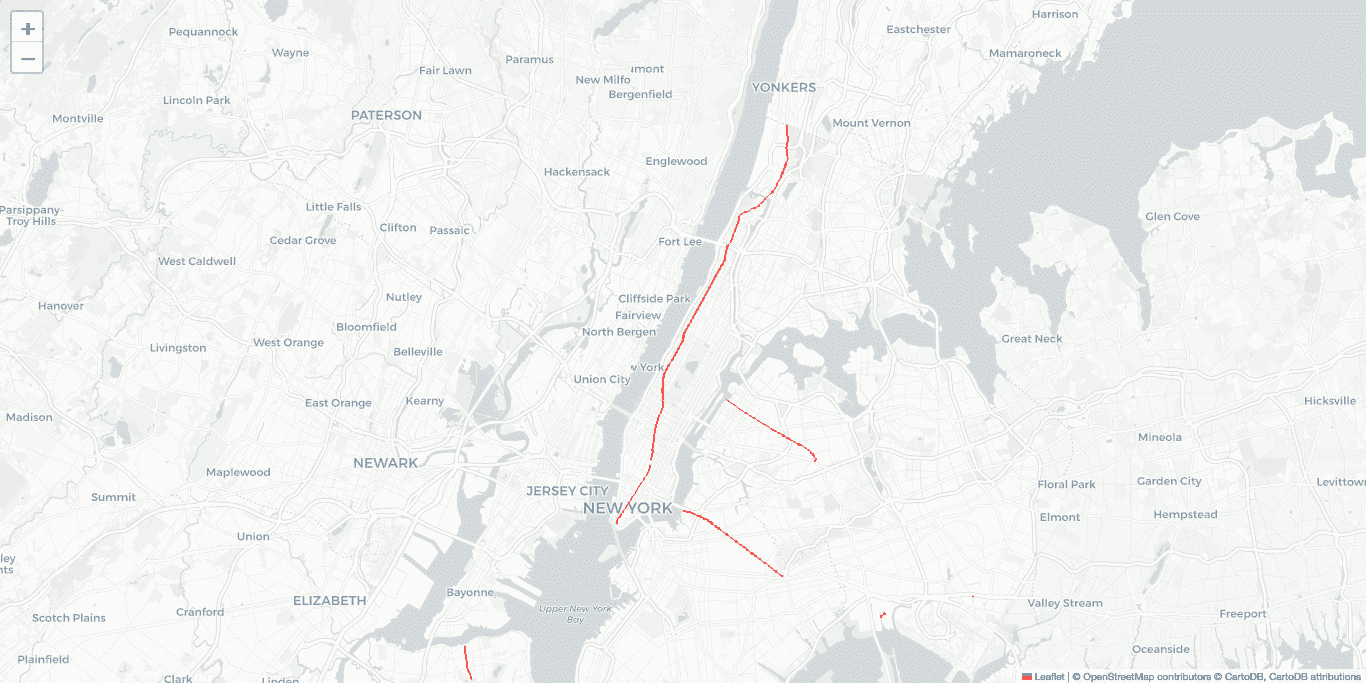 +
−
Pequannock
Harrison
Eastchester
Wayne
Paramus
Mamaroneck
Fair Lawn
mont
New Milfo
Bergenfield
YONKERS
Lincoln Park
PATERSON
Montville
Mount Vernon
Englewood
Hackensack
Little Falls
Parsippany-
Troy Hills
Glen Cove
Clifton
Passaic
Cedar Grove
Fort Lee
West Caldwell
Nutley
Cliffside Park
Hanover
Fairview
Bloomfield
North Bergen
West Orange
Great Neck
Livingston
Belleville
w York
Union City
East Orange
Kearny
Hicksville
Madison
Mineola
NEWARK
Maplewood
Garden City
Floral Park
Levittown
JERSEY CITY
Summit
NEW YORK
Hempstead
Elmont
Union
ley
nts
Bayonne
ELIZABETH
Valley Stream
Upper New York
Bay
Cranford
Scotch Plains
Freeport
Oceanside
Plainfield
Clark
Linden
Leaflet | © OpenStreetMap contributors © CartoDB, CartoDB attributions